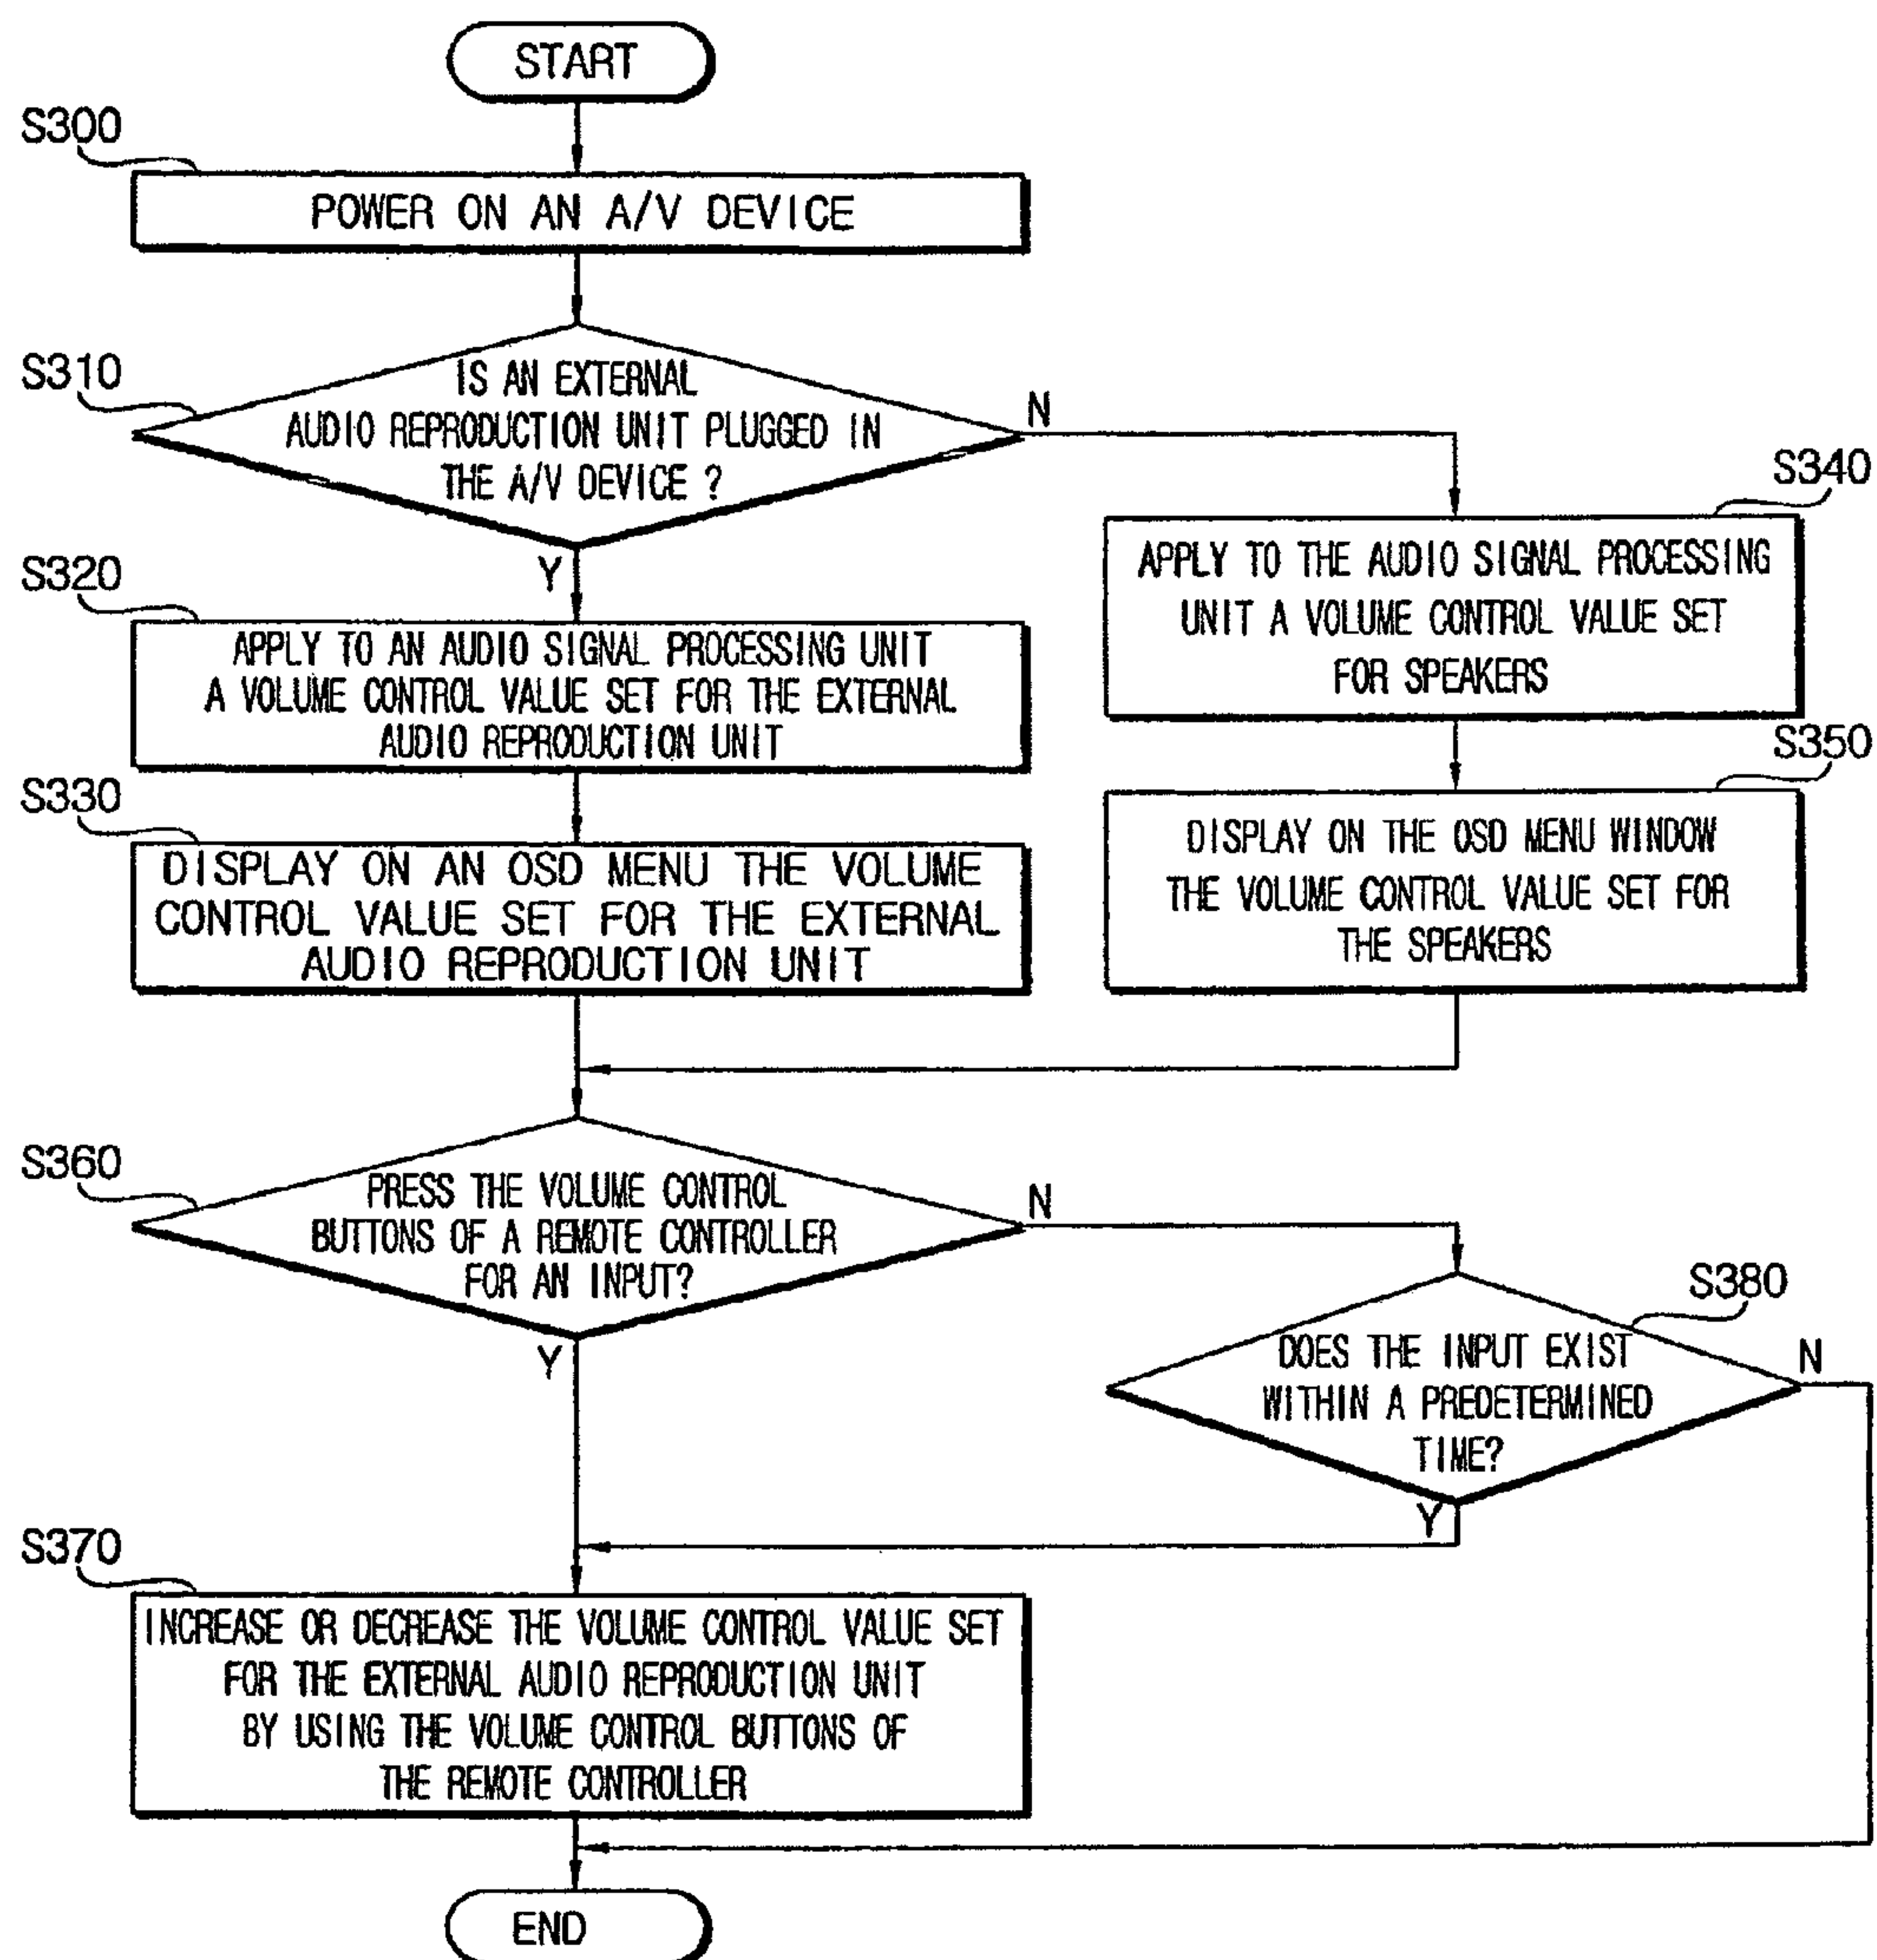 START
S300
POWER ON AN A/V DEVICE
S310
IS AN EXTERNAL
AUDIO REPRODUCTION UNIT PLUGGED IN
THE A/V DEVICE ?
N
Y
S320
APPLY TO AN AUDIO SIGNAL PROCESSING UNIT
A VOLUME CONTROL VALUE SET FOR THE EXTERNAL
AUDIO REPRODUCTION UNIT
S330
DISPLAY ON AN OSD MENU THE VOLUME
CONTROL VALUE SET FOR THE EXTERNAL
AUDIO REPRODUCTION UNIT
S340
APPLY TO THE AUDIO SIGNAL PROCESSING
UNIT A VOLUME CONTROL VALUE SET
FOR SPEAKERS
S350
DISPLAY ON THE OSD MENU WINDOW
THE VOLUME CONTROL VALUE SET FOR
THE SPEAKERS
S360
PRESS THE VOLUME CONTROL
BUTTONS OF A REMOTE CONTROLLER
FOR AN INPUT?
N
Y
S380
DOES THE INPUT EXIST
WITHIN A PREDETERMINED
TIME?
N
Y
S370
INCREASE OR DECREASE THE VOLUME CONTROL VALUE SET
FOR THE EXTERNAL AUDIO REPRODUCTION UNIT
BY USING THE VOLUME CONTROL BUTTONS OF
THE REMOTE CONTROLLER
END